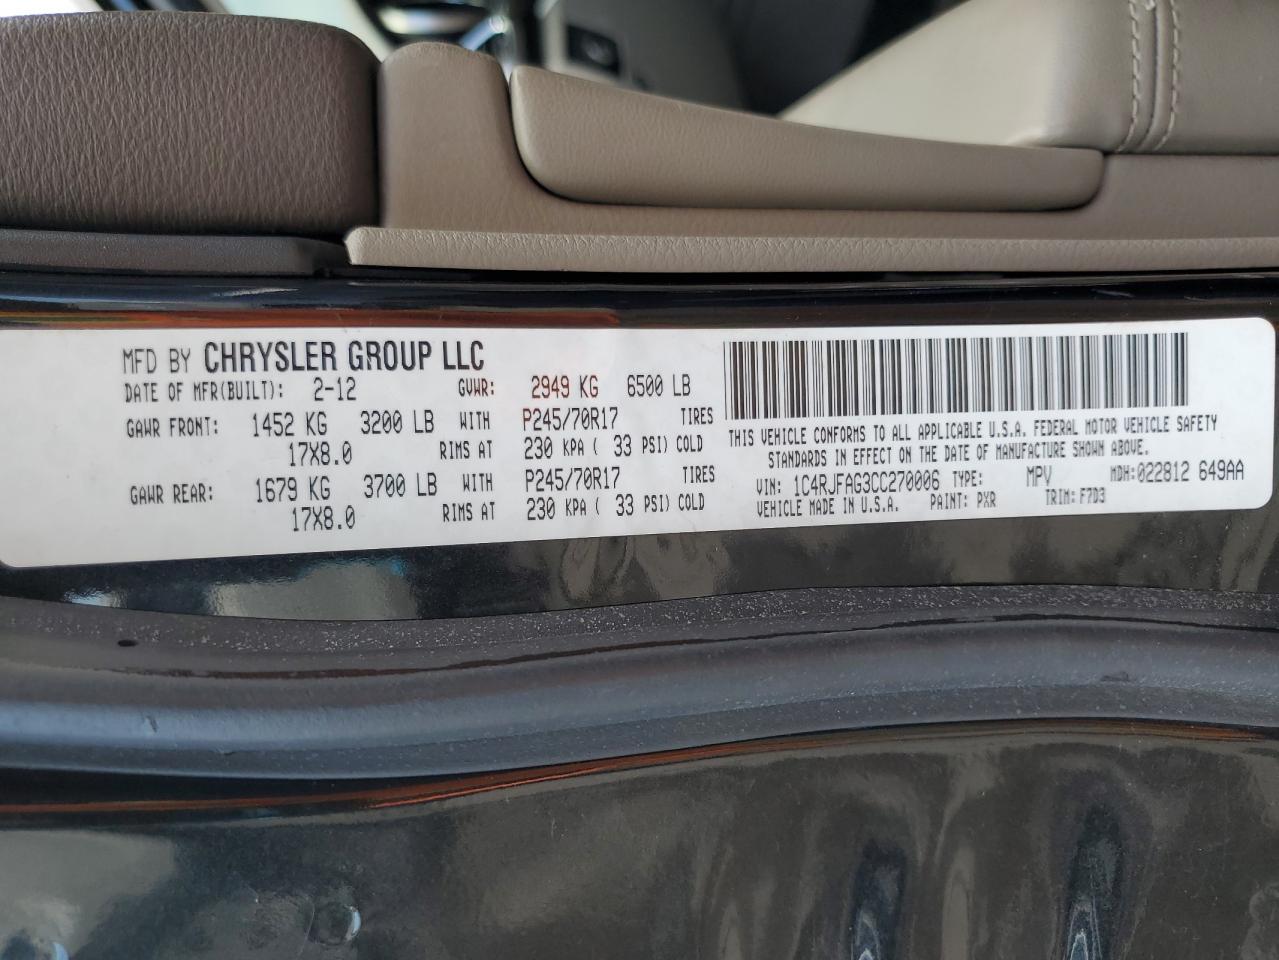 MFD BY CHRYSLER GROUP LLC
DATE OF MFR(BUILT): 2-12 GVWR: 2949 KG 6500 LB
GAWR FRONT: 1452 KG 3200 LB WITH P245/70R17 TIRES
17X8.0 RIMS AT 230 KPA ( 33 PSI) COLD
GAWR REAR: 1679 KG 3700 LB WITH P245/70R17 TIRES
17X8.0 RIMS AT 230 KPA ( 33 PSI) COLD
THIS VEHICLE CONFORMS TO ALL APPLICABLE U.S.A. FEDERAL MOTOR VEHICLE SAFETY
STANDARDS IN EFFECT ON THE DATE OF MANUFACTURE SHOWN ABOVE.
VIN: 1C4RJFAG3CC270006 TYPE: MPV MDH:022812 649AA
VEHICLE MADE IN U.S.A. PAINT: PXR TRIM: F7D3